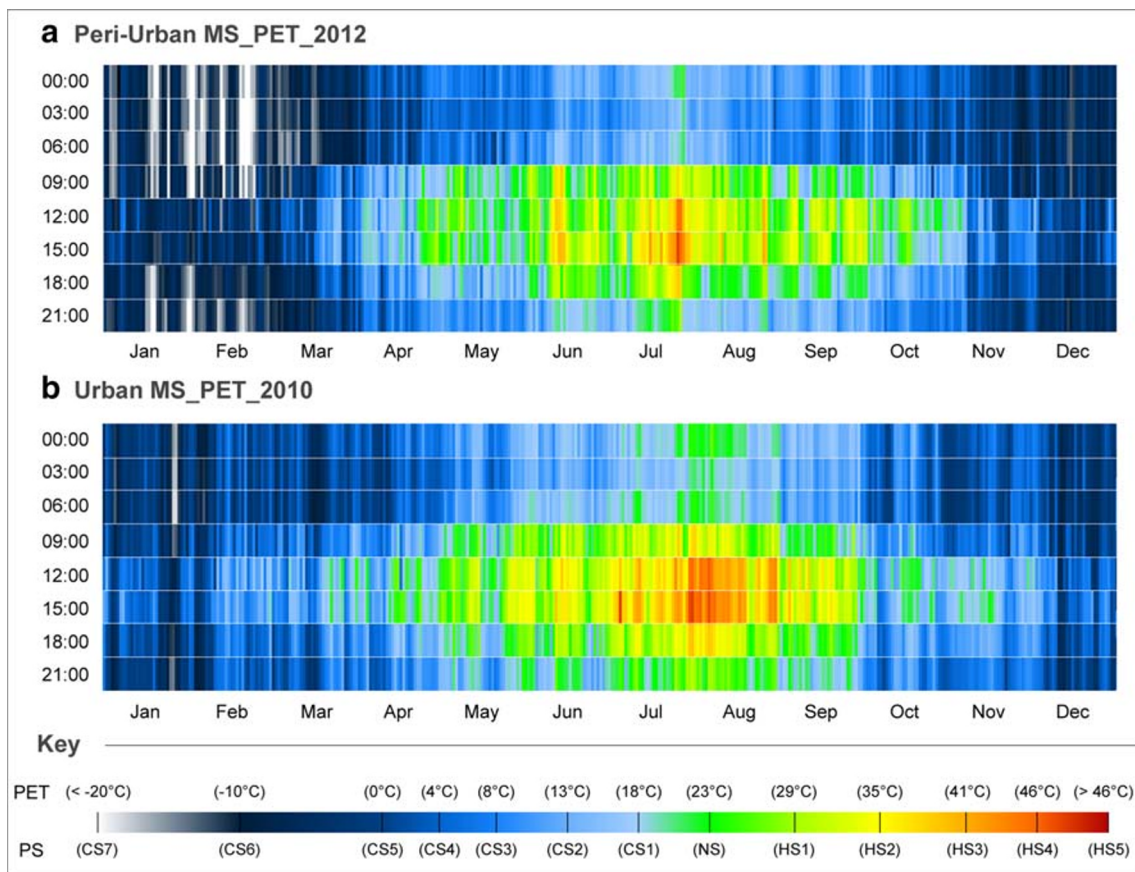 a Peri-Urban MS_PET_2012
00:00
03:00
06:00
09:00
12:00
15:00
18:00
21:00
Jan Feb Mar Apr May Jun Jul Aug Sep Oct Nov Dec
b Urban MS_PET_2010
00:00
03:00
06:00
09:00
12:00
15:00
18:00
21:00
Jan Feb Mar Apr May Jun Jul Aug Sep Oct Nov Dec
Key
PET (< -20°C) (-10°C) (0°C) (4°C) (8°C) (13°C) (18°C) (23°C) (29°C) (35°C) (41°C) (46°C) (> 46°C)
PS (CS7) (CS6) (CS5) (CS4) (CS3) (CS2) (CS1) (NS) (HS1) (HS2) (HS3) (HS4) (HS5)